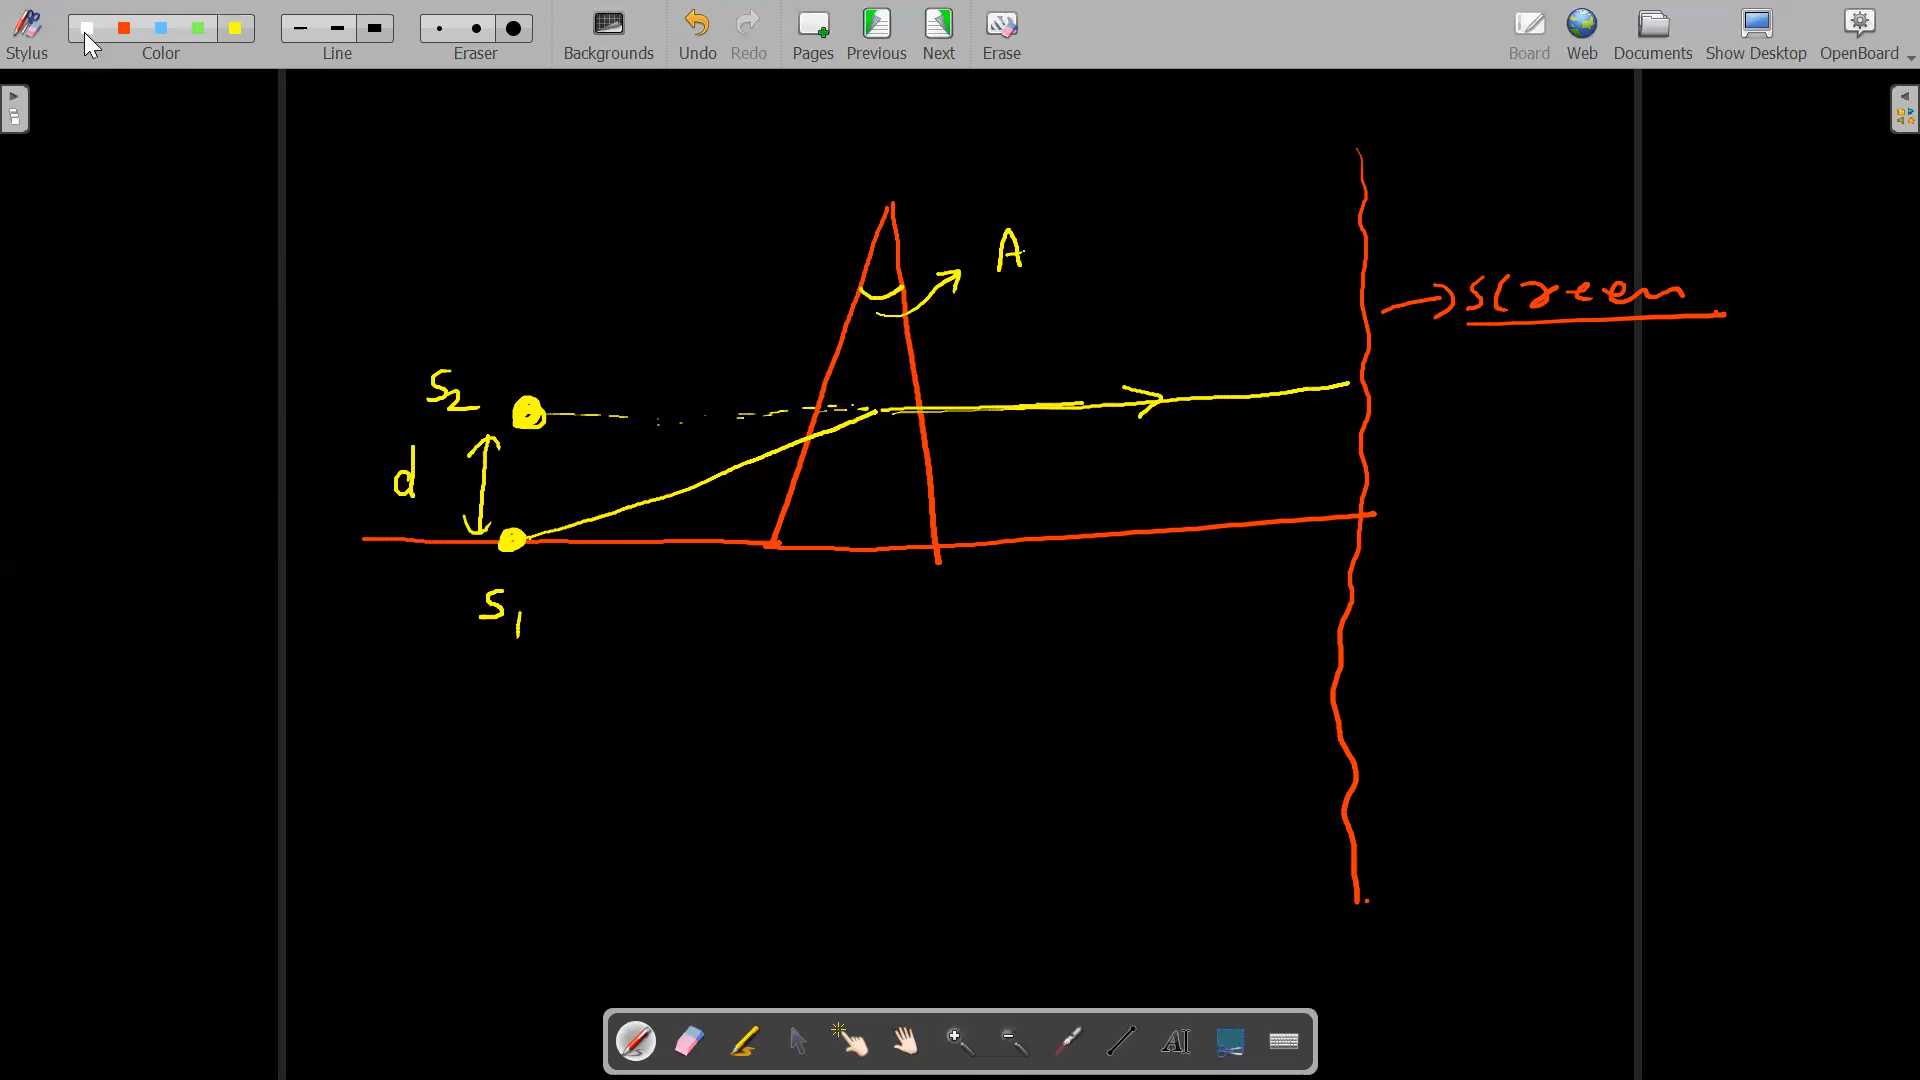 Stylus Color Line Eraser Backgrounds Undo Redo Pages Previous Next Erase Board Web Documents Show Desktop OpenBoard
A
screen
S2
d
S1
AI